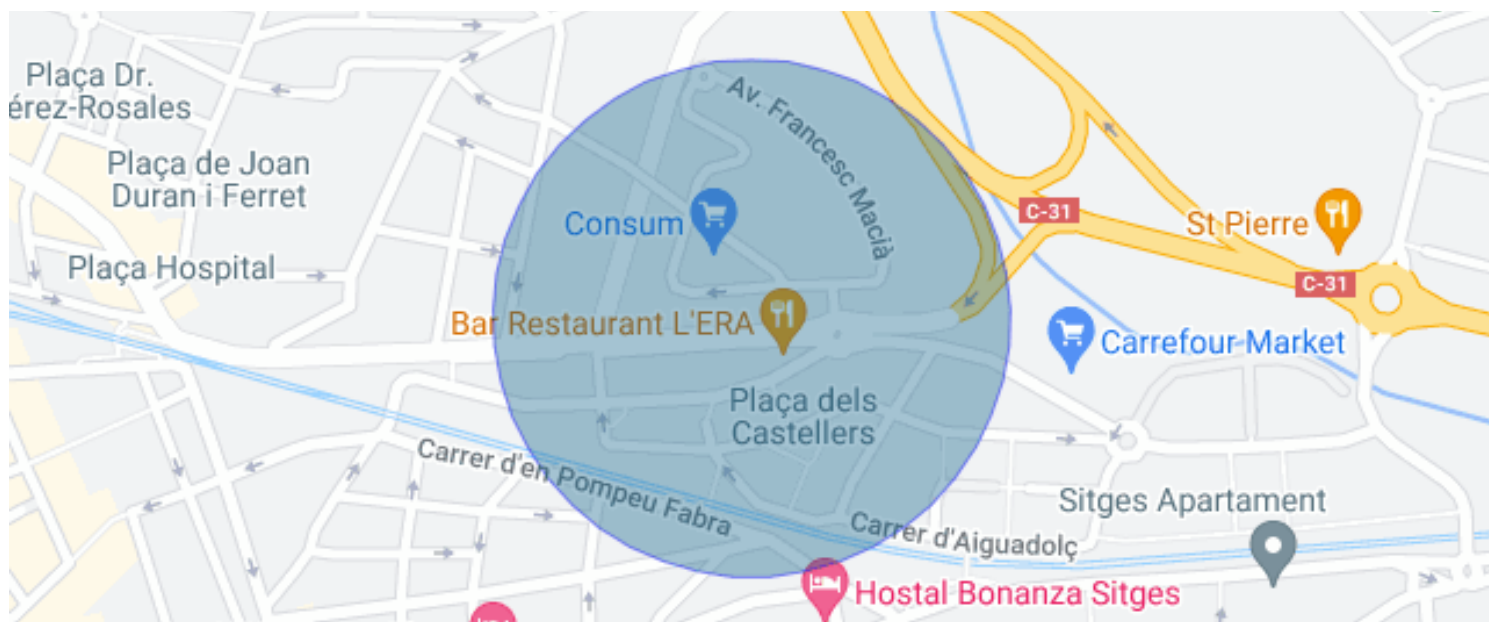 Plaça Dr.
érez-Rosales
Plaça de Joan
Duran i Ferret
Plaça Hospital
Av. Francesc Macià
Consum
Bar Restaurant L'ERA
Plaça dels
Castellers
C-31
St Pierre
C-31
Carrefour Market
Carrer d'en Pompeu Fabra
Carrer d'Aiguadolç
Sitges Apartament
Hostal Bonanza Sitges